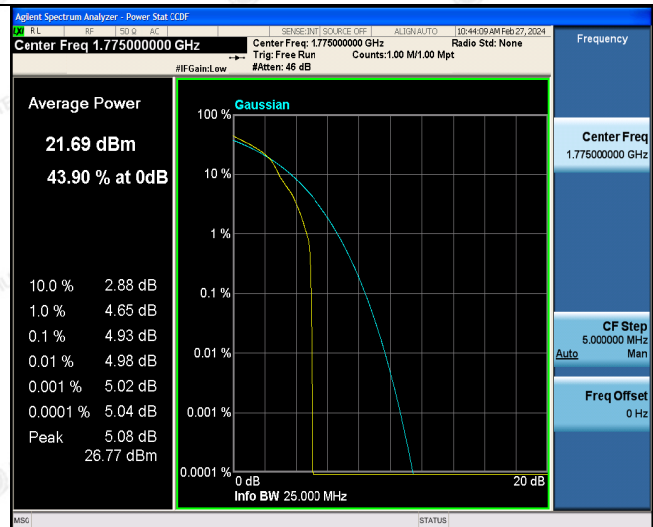 Agilent Spectrum Analyzer - Power Stat CCDF
LXI RL RF 50 Ω AC SENSE:INT SOURCE OFF ALIGN AUTO 10:44:09 AM Feb 27, 2024
Center Freq 1.775000000 GHz
Center Freq: 1.775000000 GHz Radio Std: None
Trig: Free Run Counts:1.00 M/1.00 Mpt
#IFGain:Low #Atten: 46 dB
Frequency
Average Power
21.69 dBm
43.90 % at 0dB
10.0 % 2.88 dB
1.0 % 4.65 dB
0.1 % 4.93 dB
0.01 % 4.98 dB
0.001 % 5.02 dB
0.0001 % 5.04 dB
Peak 5.08 dB
26.77 dBm
Gaussian
100 %
10 %
1 %
0.1 %
0.01 %
0.001 %
0.0001 %
0 dB 20 dB
Info BW 25.000 MHz
Center Freq
1.775000000 GHz
CF Step
5.000000 MHz
Auto Man
Freq Offset
0 Hz
MSG STATUS